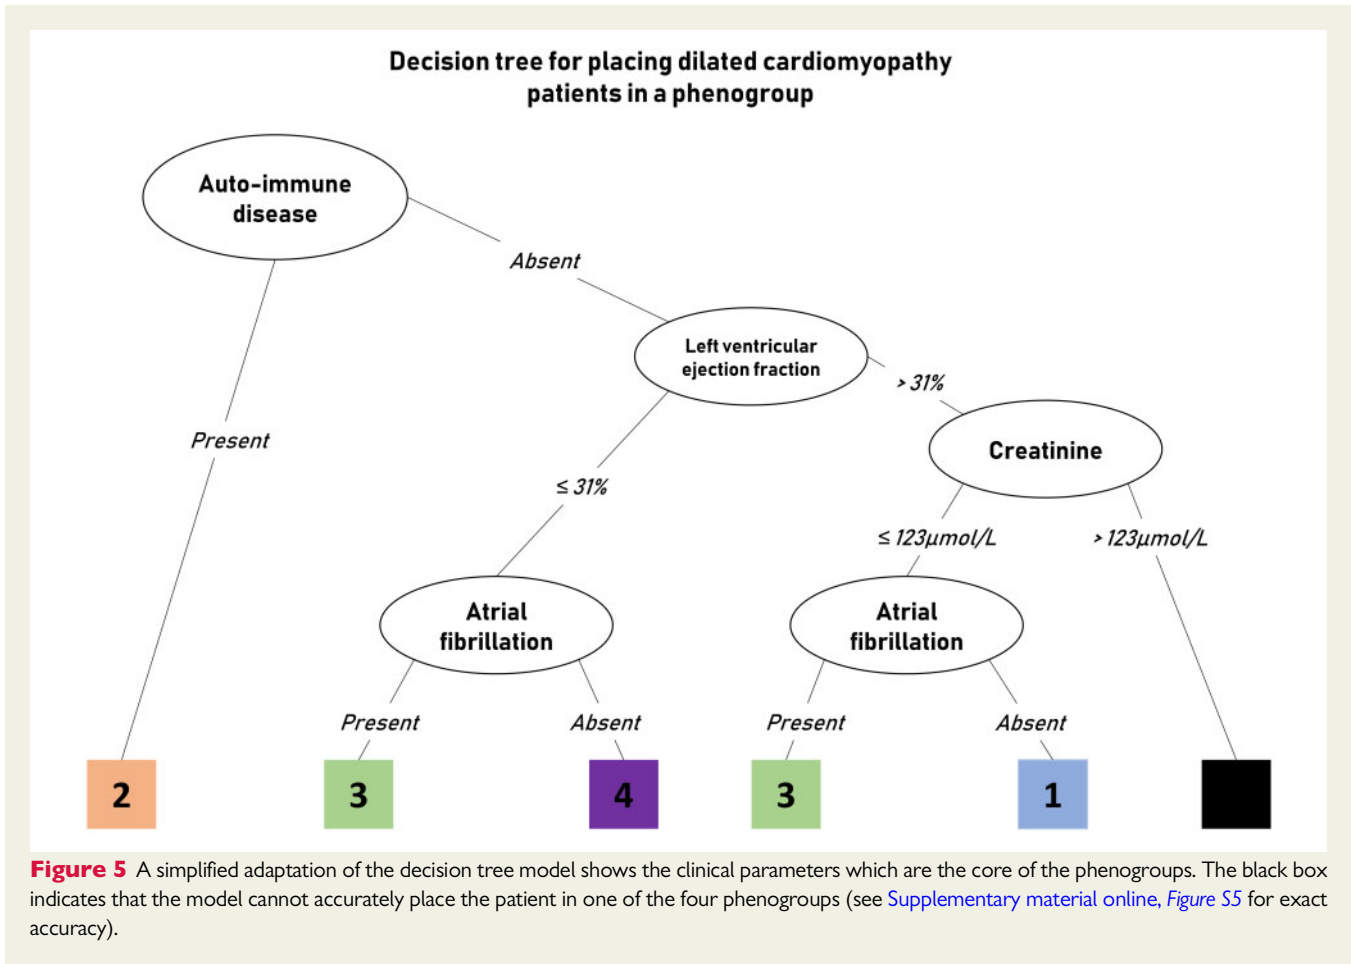 Decision tree for placing dilated cardiomyopathy
patients in a phenogroup
Auto-immune
disease
Absent
Left ventricular
ejection fraction
> 31%
Creatinine
Present
≤ 31%
≤ 123µmol/L
> 123µmol/L
Atrial
fibrillation
Atrial
fibrillation
Present
Absent
Present
Absent
2
3
4
3
1
Figure 5 A simplified adaptation of the decision tree model shows the clinical parameters which are the core of the phenogroups. The black box
indicates that the model cannot accurately place the patient in one of the four phenogroups (see Supplementary material online, Figure S5 for exact
accuracy).